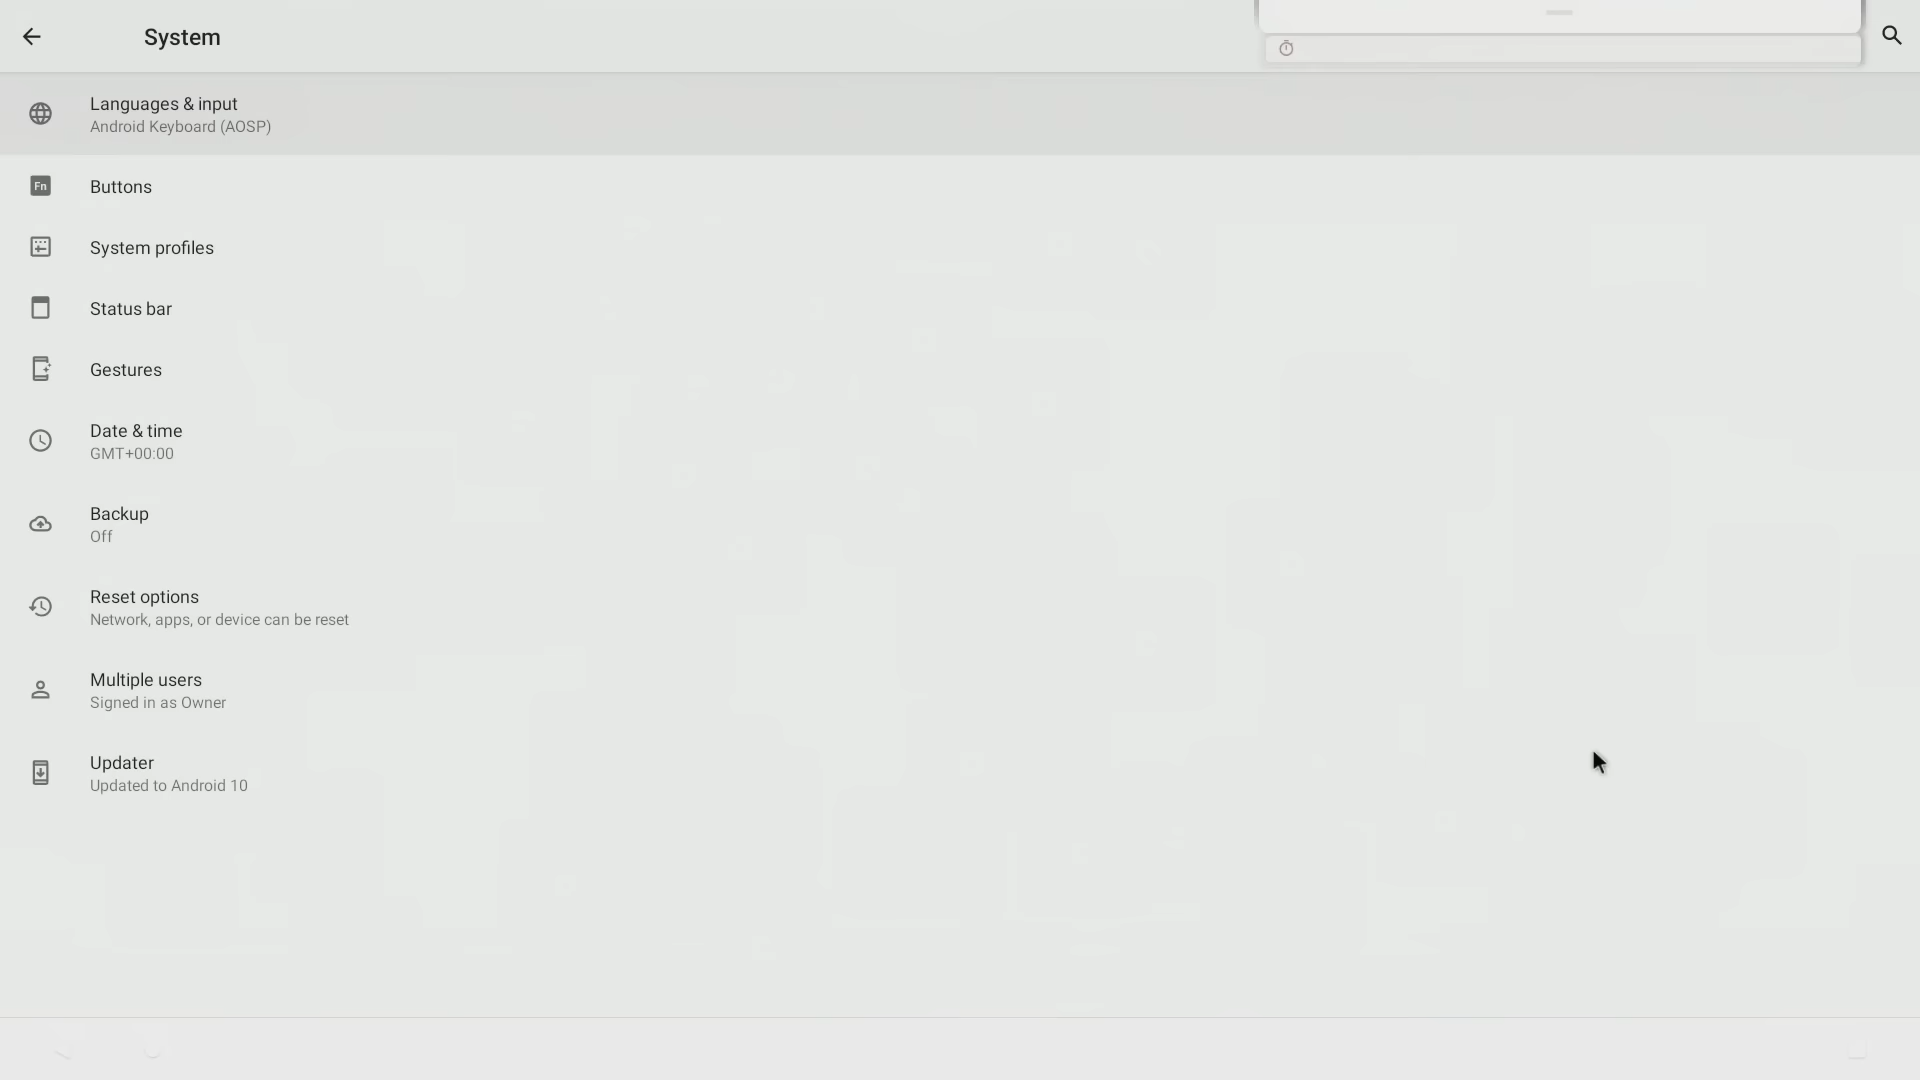 System
Languages & input
Android Keyboard (AOSP)
Fn
Buttons
System profiles
Status bar
Gestures
Date & time
GMT+00:00
Backup
Off
Reset options
Network, apps, or device can be reset
Multiple users
Signed in as Owner
Updater
Updated to Android 10